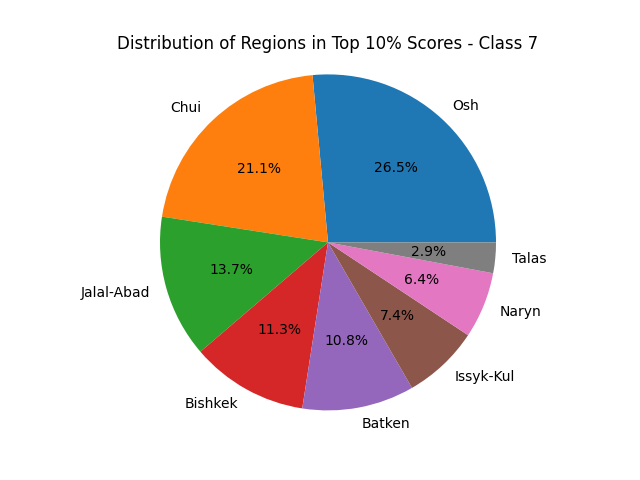 Distribution of Regions in Top 10% Scores - Class 7
Osh
26.5%
Chui
21.1%
Jalal-Abad
13.7%
Bishkek
11.3%
Batken
10.8%
Issyk-Kul
7.4%
Naryn
6.4%
Talas
2.9%